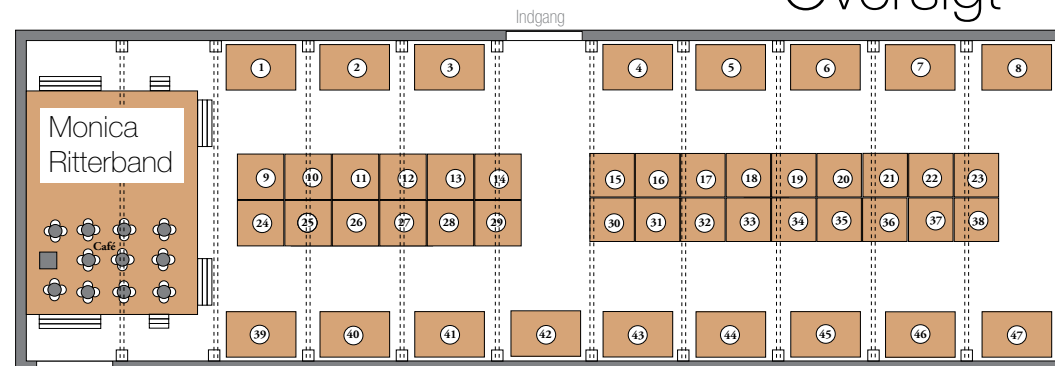 Oversigt
Indgang
1 2 3 4 5 6 7 8
Monica
Ritterband
9 10 11 12 13 14 15 16 17 18 19 20 21 22 23
24 25 26 27 28 29 30 31 32 33 34 35 36 37 38
Café
39 40 41 42 43 44 45 46 47